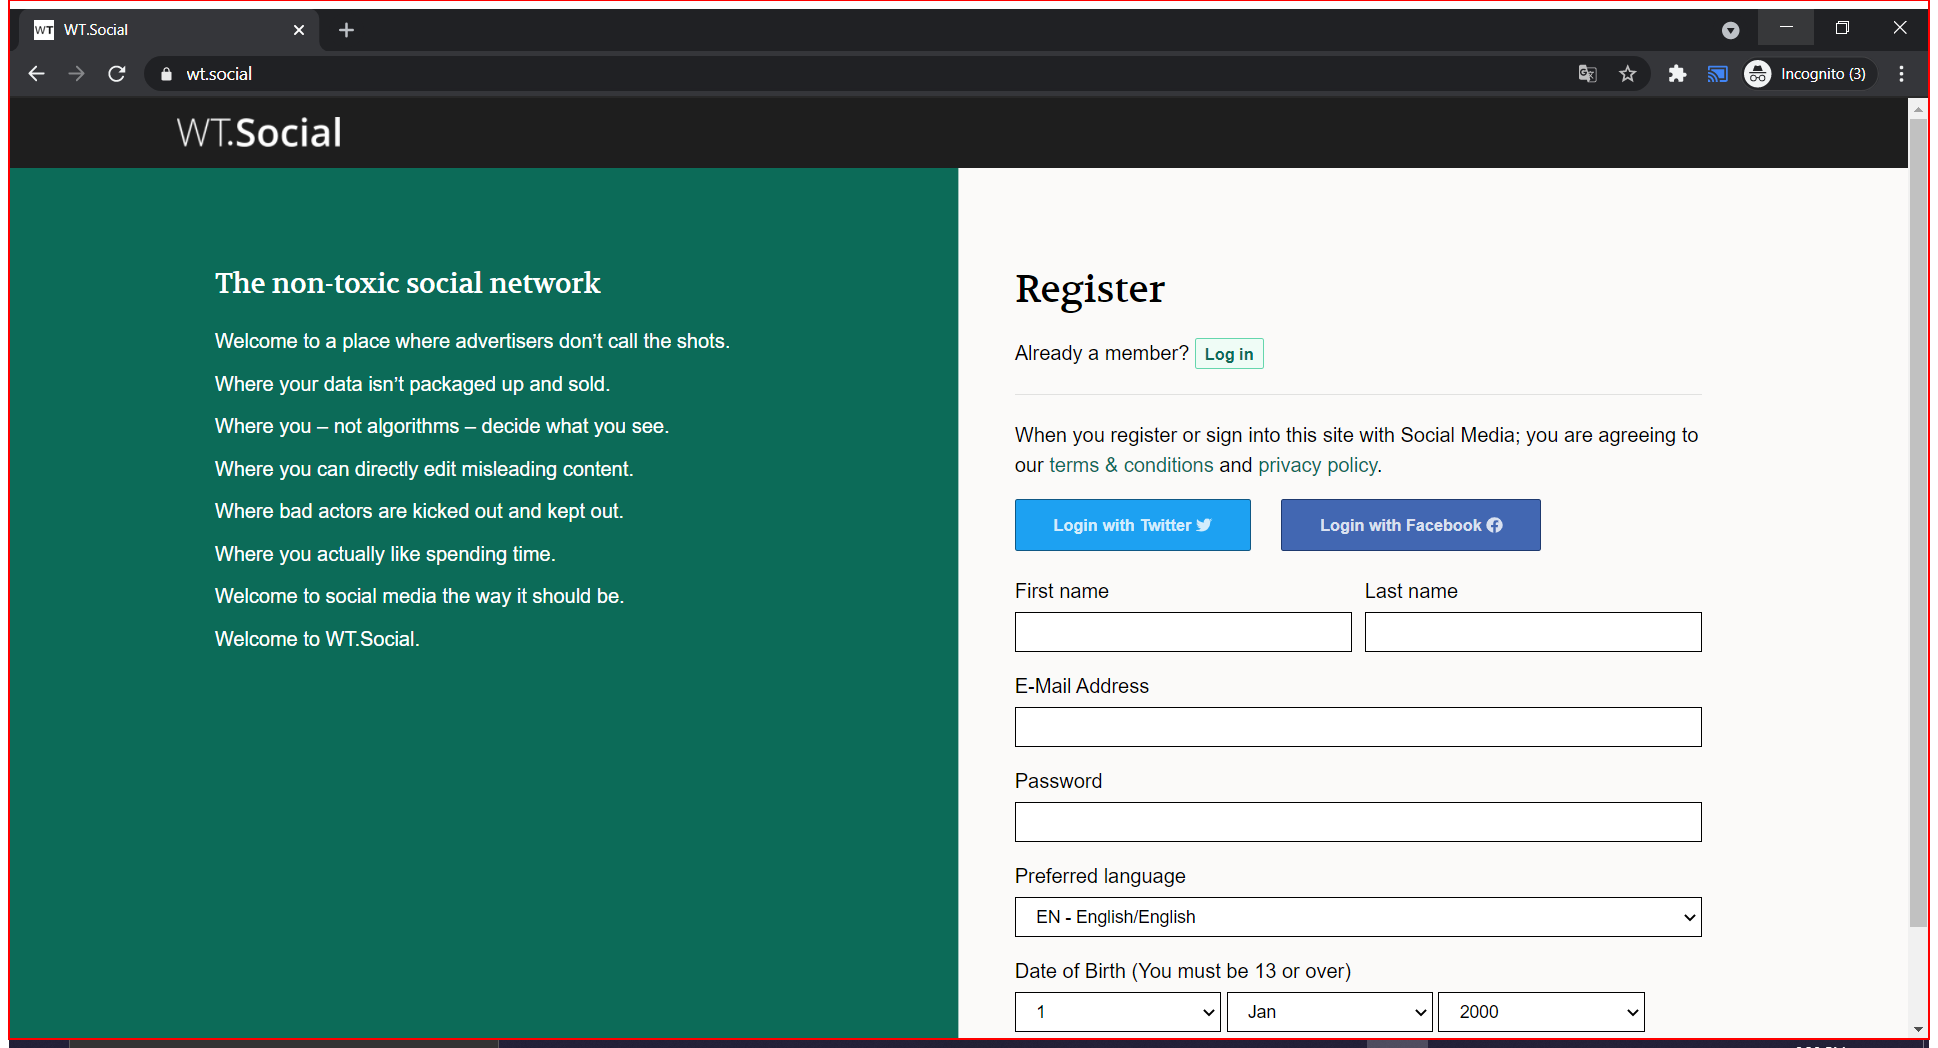 WT WT.Social
wt.social
Incognito (3)
WT.Social
The non-toxic social network
Welcome to a place where advertisers don’t call the shots.
Where your data isn’t packaged up and sold.
Where you – not algorithms – decide what you see.
Where you can directly edit misleading content.
Where bad actors are kicked out and kept out.
Where you actually like spending time.
Welcome to social media the way it should be.
Welcome to WT.Social.
Register
Already a member? Log in
When you register or sign into this site with Social Media; you are agreeing to
our terms & conditions and privacy policy.
Login with Twitter
Login with Facebook
First name
Last name
E-Mail Address
Password
Preferred language
EN - English/English
Date of Birth (You must be 13 or over)
1
Jan
2000